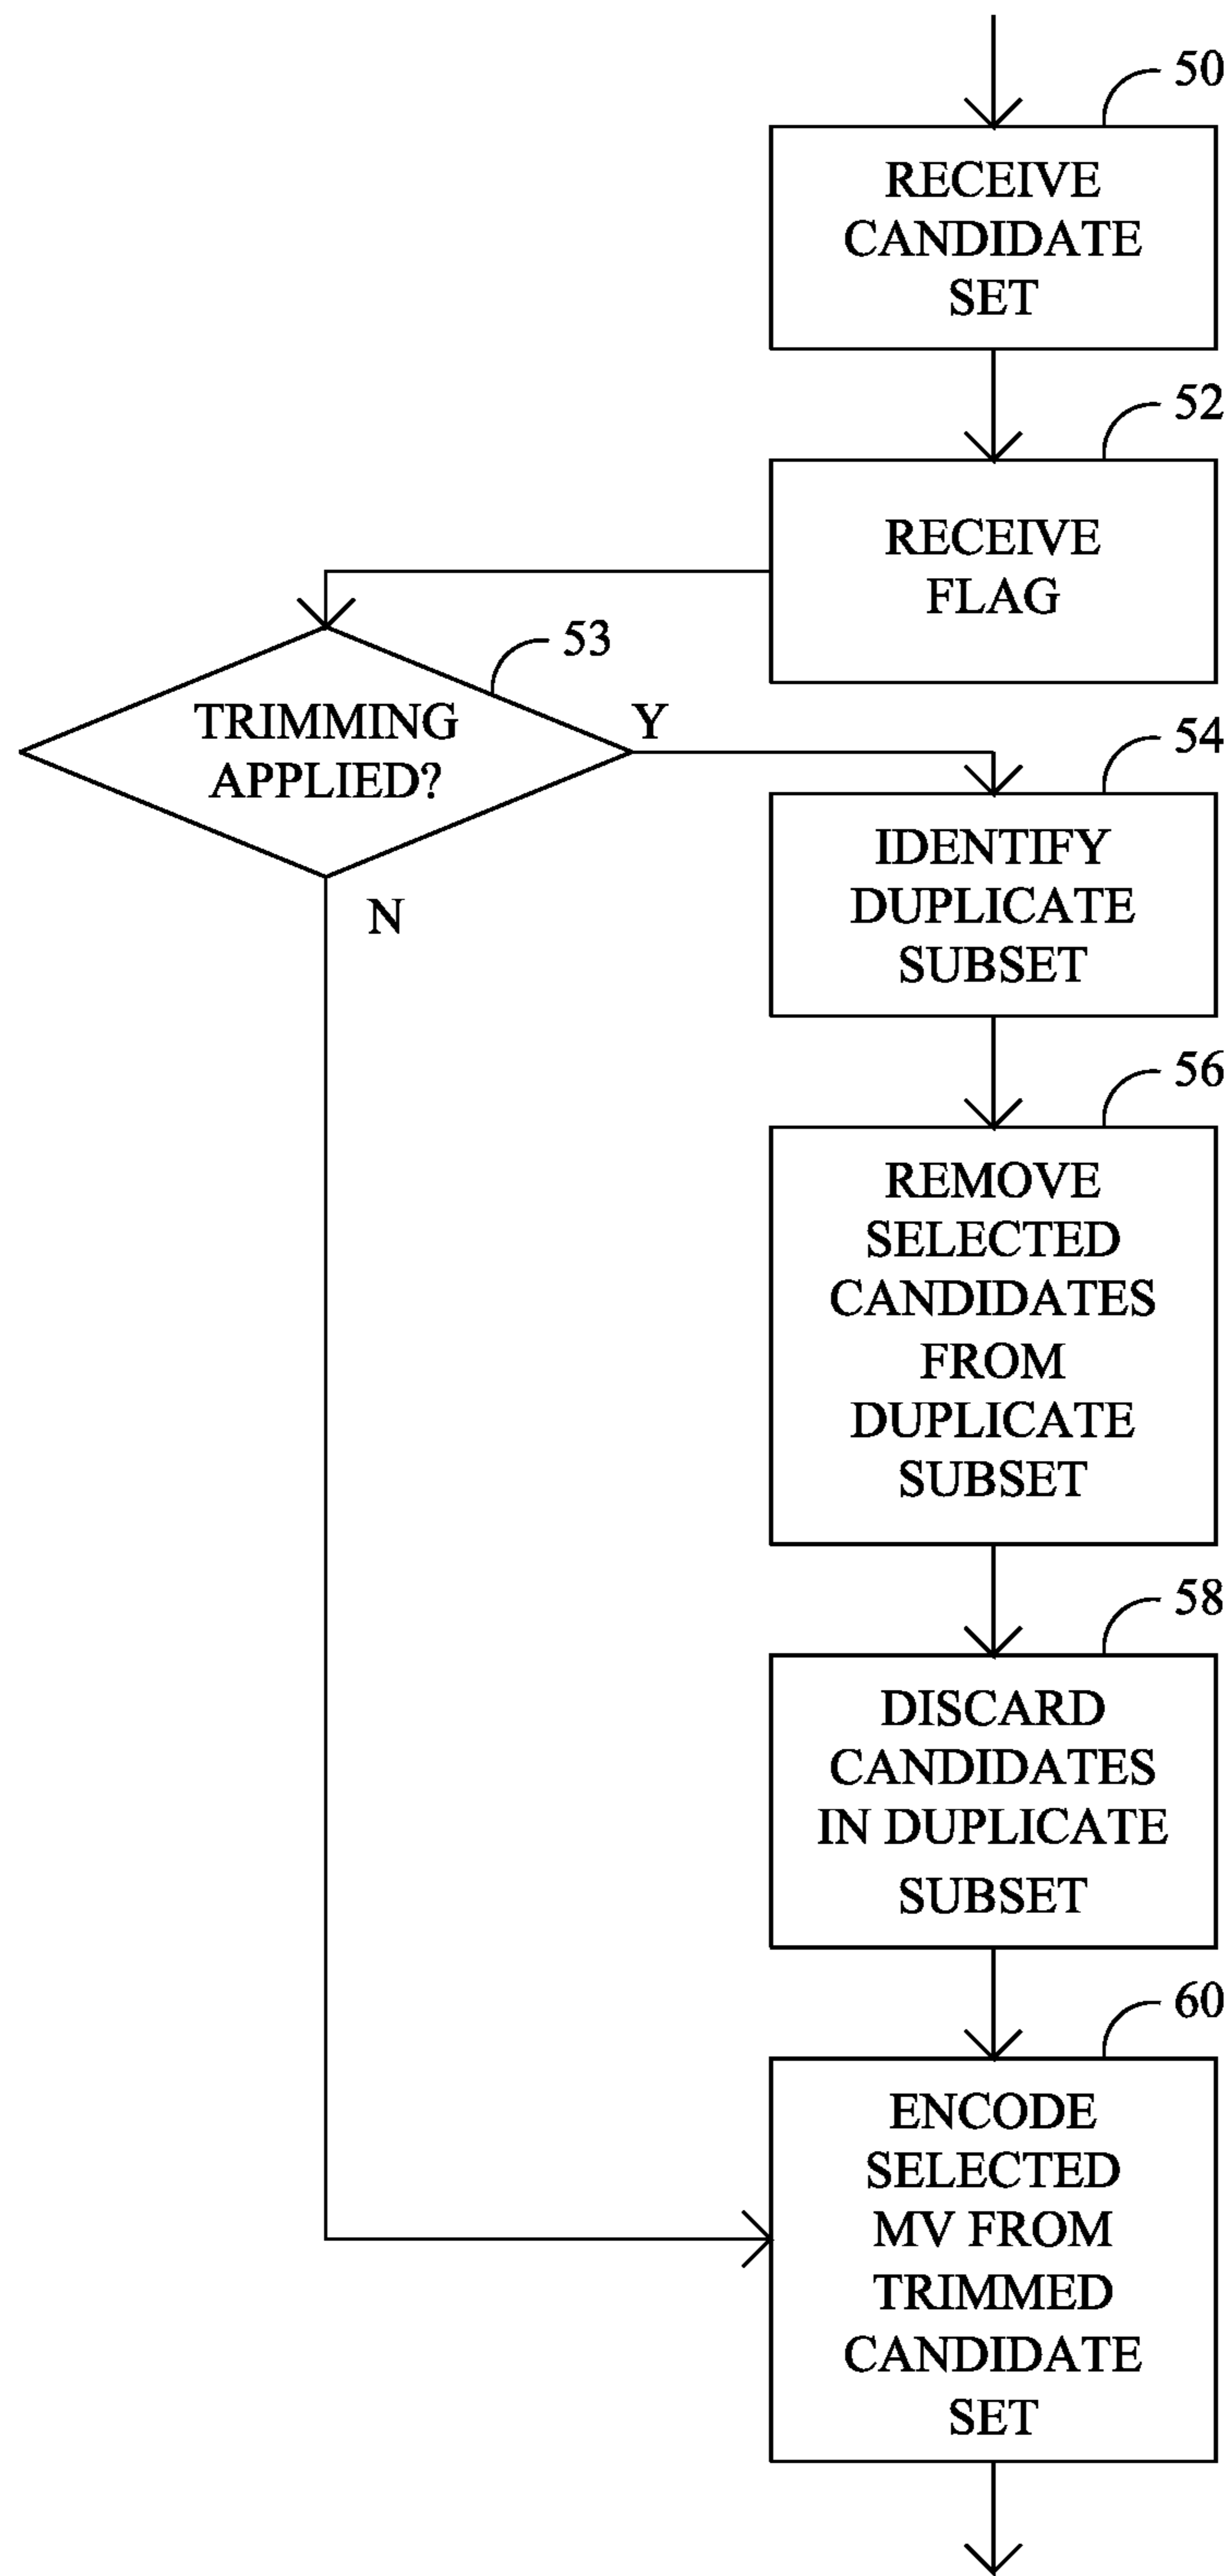 50
RECEIVE
CANDIDATE
SET
52
RECEIVE
FLAG
53
TRIMMING
APPLIED?
Y
N
54
IDENTIFY
DUPLICATE
SUBSET
56
REMOVE
SELECTED
CANDIDATES
FROM
DUPLICATE
SUBSET
58
DISCARD
CANDIDATES
IN DUPLICATE
SUBSET
60
ENCODE
SELECTED
MV FROM
TRIMMED
CANDIDATE
SET